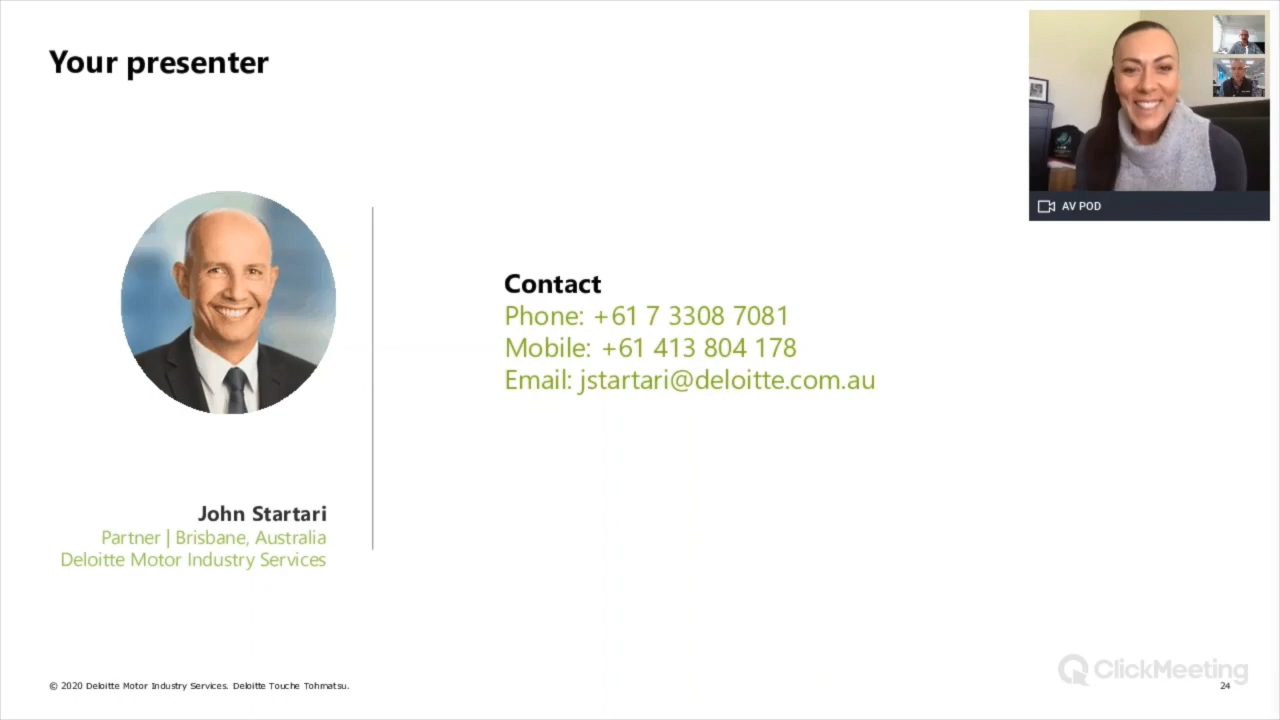 Your presenter
AV POD
Contact
Phone: +61 7 3308 7081
Mobile: +61 413 804 178
Email: jstartari@deloitte.com.au
John Startari
Partner | Brisbane, Australia
Deloitte Motor Industry Services
ClickMeeting
© 2020 Deloitte Motor Industry Services. Deloitte Touche Tohmatsu.
24